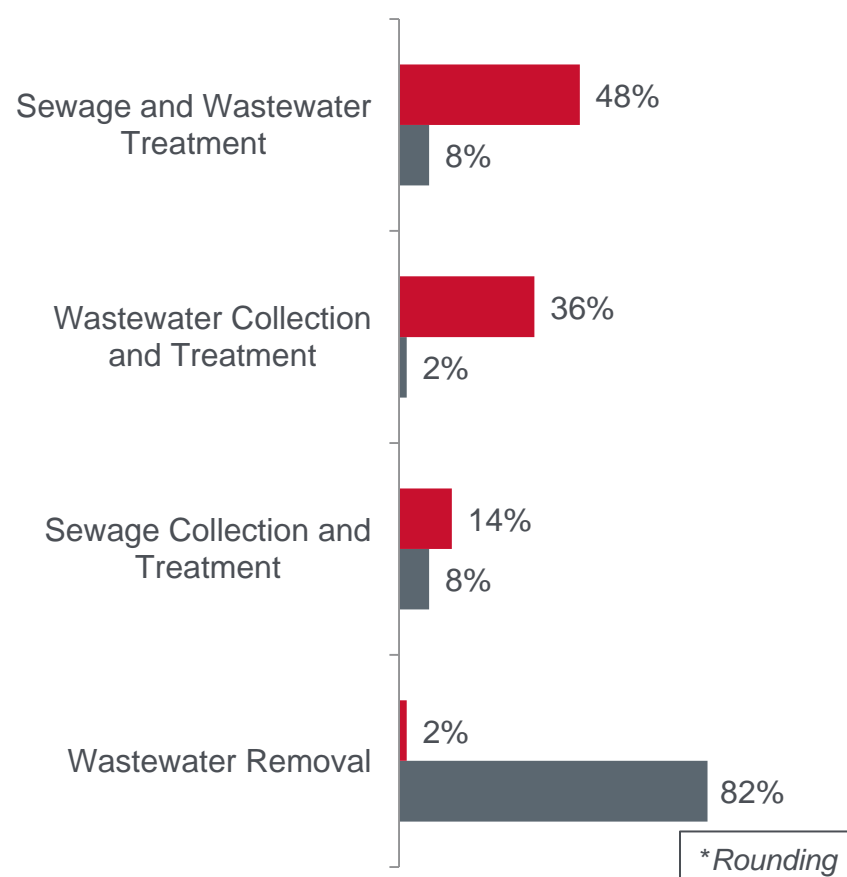 Sewage and Wastewater
Treatment
48%
8%
Wastewater Collection
and Treatment
36%
2%
Sewage Collection and
Treatment
14%
8%
Wastewater Removal
2%
82%
*Rounding